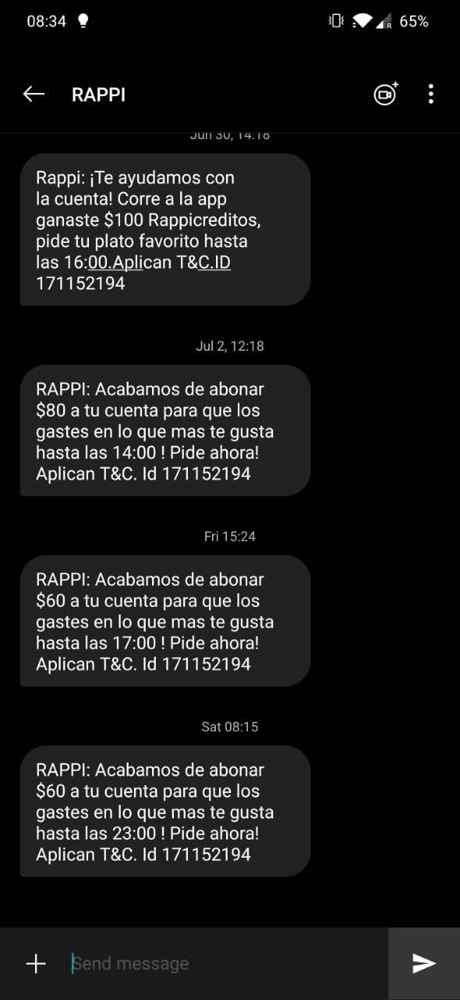 08:34
R
65%
RAPPI
Jun 30, 14:18
Rappi: ¡Te ayudamos con
la cuenta! Corre a la app
ganaste $100 Rappicreditos,
pide tu plato favorito hasta
las 16:00.Aplican T&C.ID
171152194
Jul 2, 12:18
RAPPI: Acabamos de abonar
$80 a tu cuenta para que los
gastes en lo que mas te gusta
hasta las 14:00 ! Pide ahora!
Aplican T&C. Id 171152194
Fri 15:24
RAPPI: Acabamos de abonar
$60 a tu cuenta para que los
gastes en lo que mas te gusta
hasta las 17:00 ! Pide ahora!
Aplican T&C. Id 171152194
Sat 08:15
RAPPI: Acabamos de abonar
$60 a tu cuenta para que los
gastes en lo que mas te gusta
hasta las 23:00 ! Pide ahora!
Aplican T&C. Id 171152194
Send message